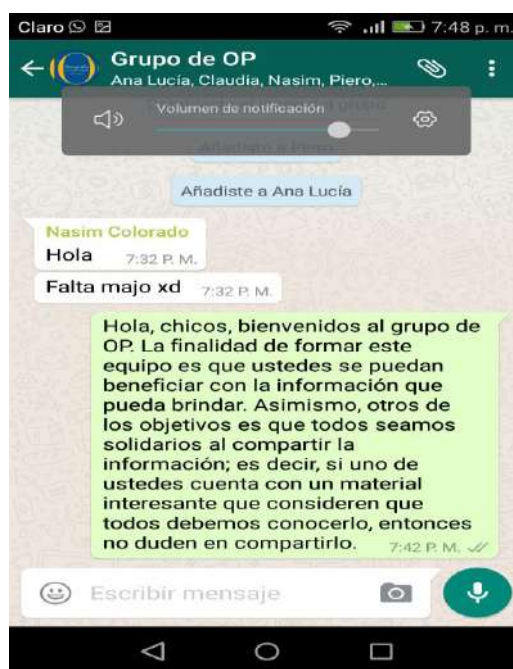 Claro 7:48 p. m.
Grupo de OP
Ana Lucía, Claudia, Nasim, Piero,...
Volumen de notificación
Añadiste a Ana Lucía
Nasim Colorado
Hola 7:32 P. M.
Falta majo xd 7:32 P. M.
Hola, chicos, bienvenidos al grupo de
OP. La finalidad de formar este
equipo es que ustedes se puedan
beneficiar con la información que
pueda brindar. Asimismo, otros de
los objetivos es que todos seamos
solidarios al compartir la
información; es decir, si uno de
ustedes cuenta con un material
interesante que consideren que
todos debemos conocerlo, entonces
no duden en compartirlo. 7:42 P. M.
Escribir mensaje